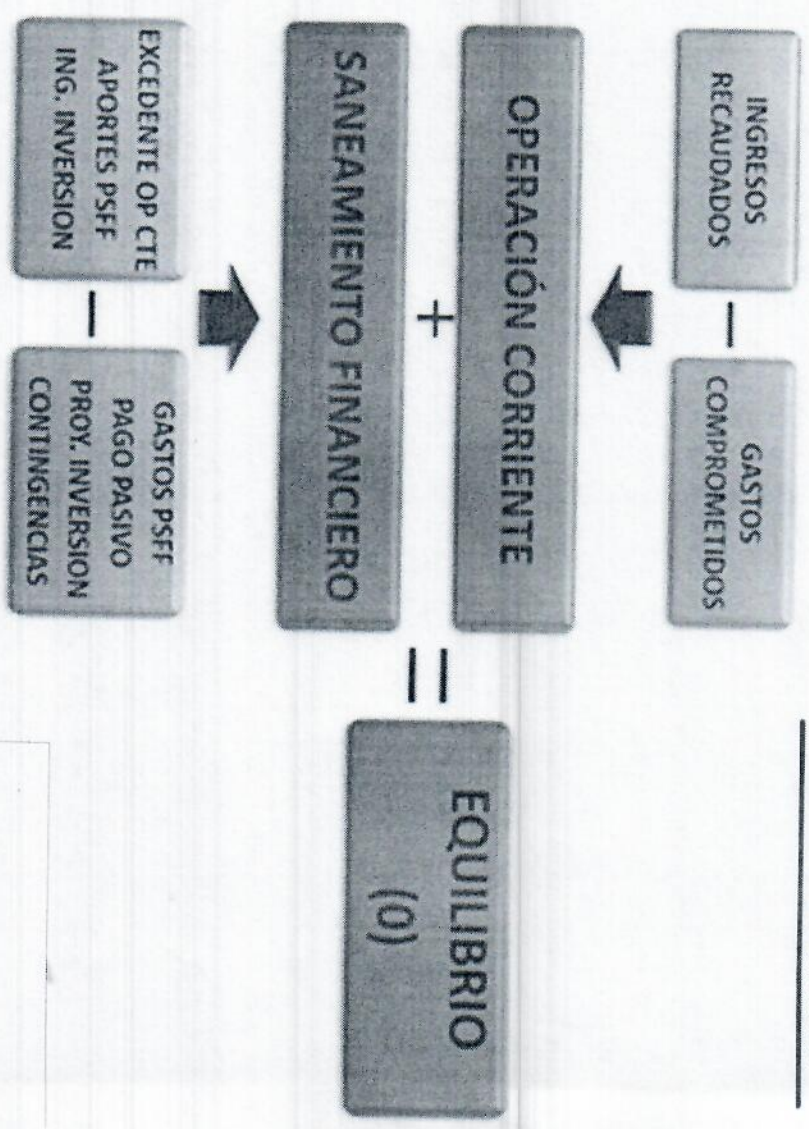 INGRESOS
RECAUDADOS
—
GASTOS
COMPROMETIDOS
OPERACIÓN CORRIENTE
+
SANEAMIENTO FINANCIERO
=
EQUILIBRIO
(0)
EXCEDENTE OP CTE
APORTES PSFF
ING. INVERSION
—
GASTOS PSFF
PAGO PASIVO
PROY. INVERSION
CONTINGENCIAS